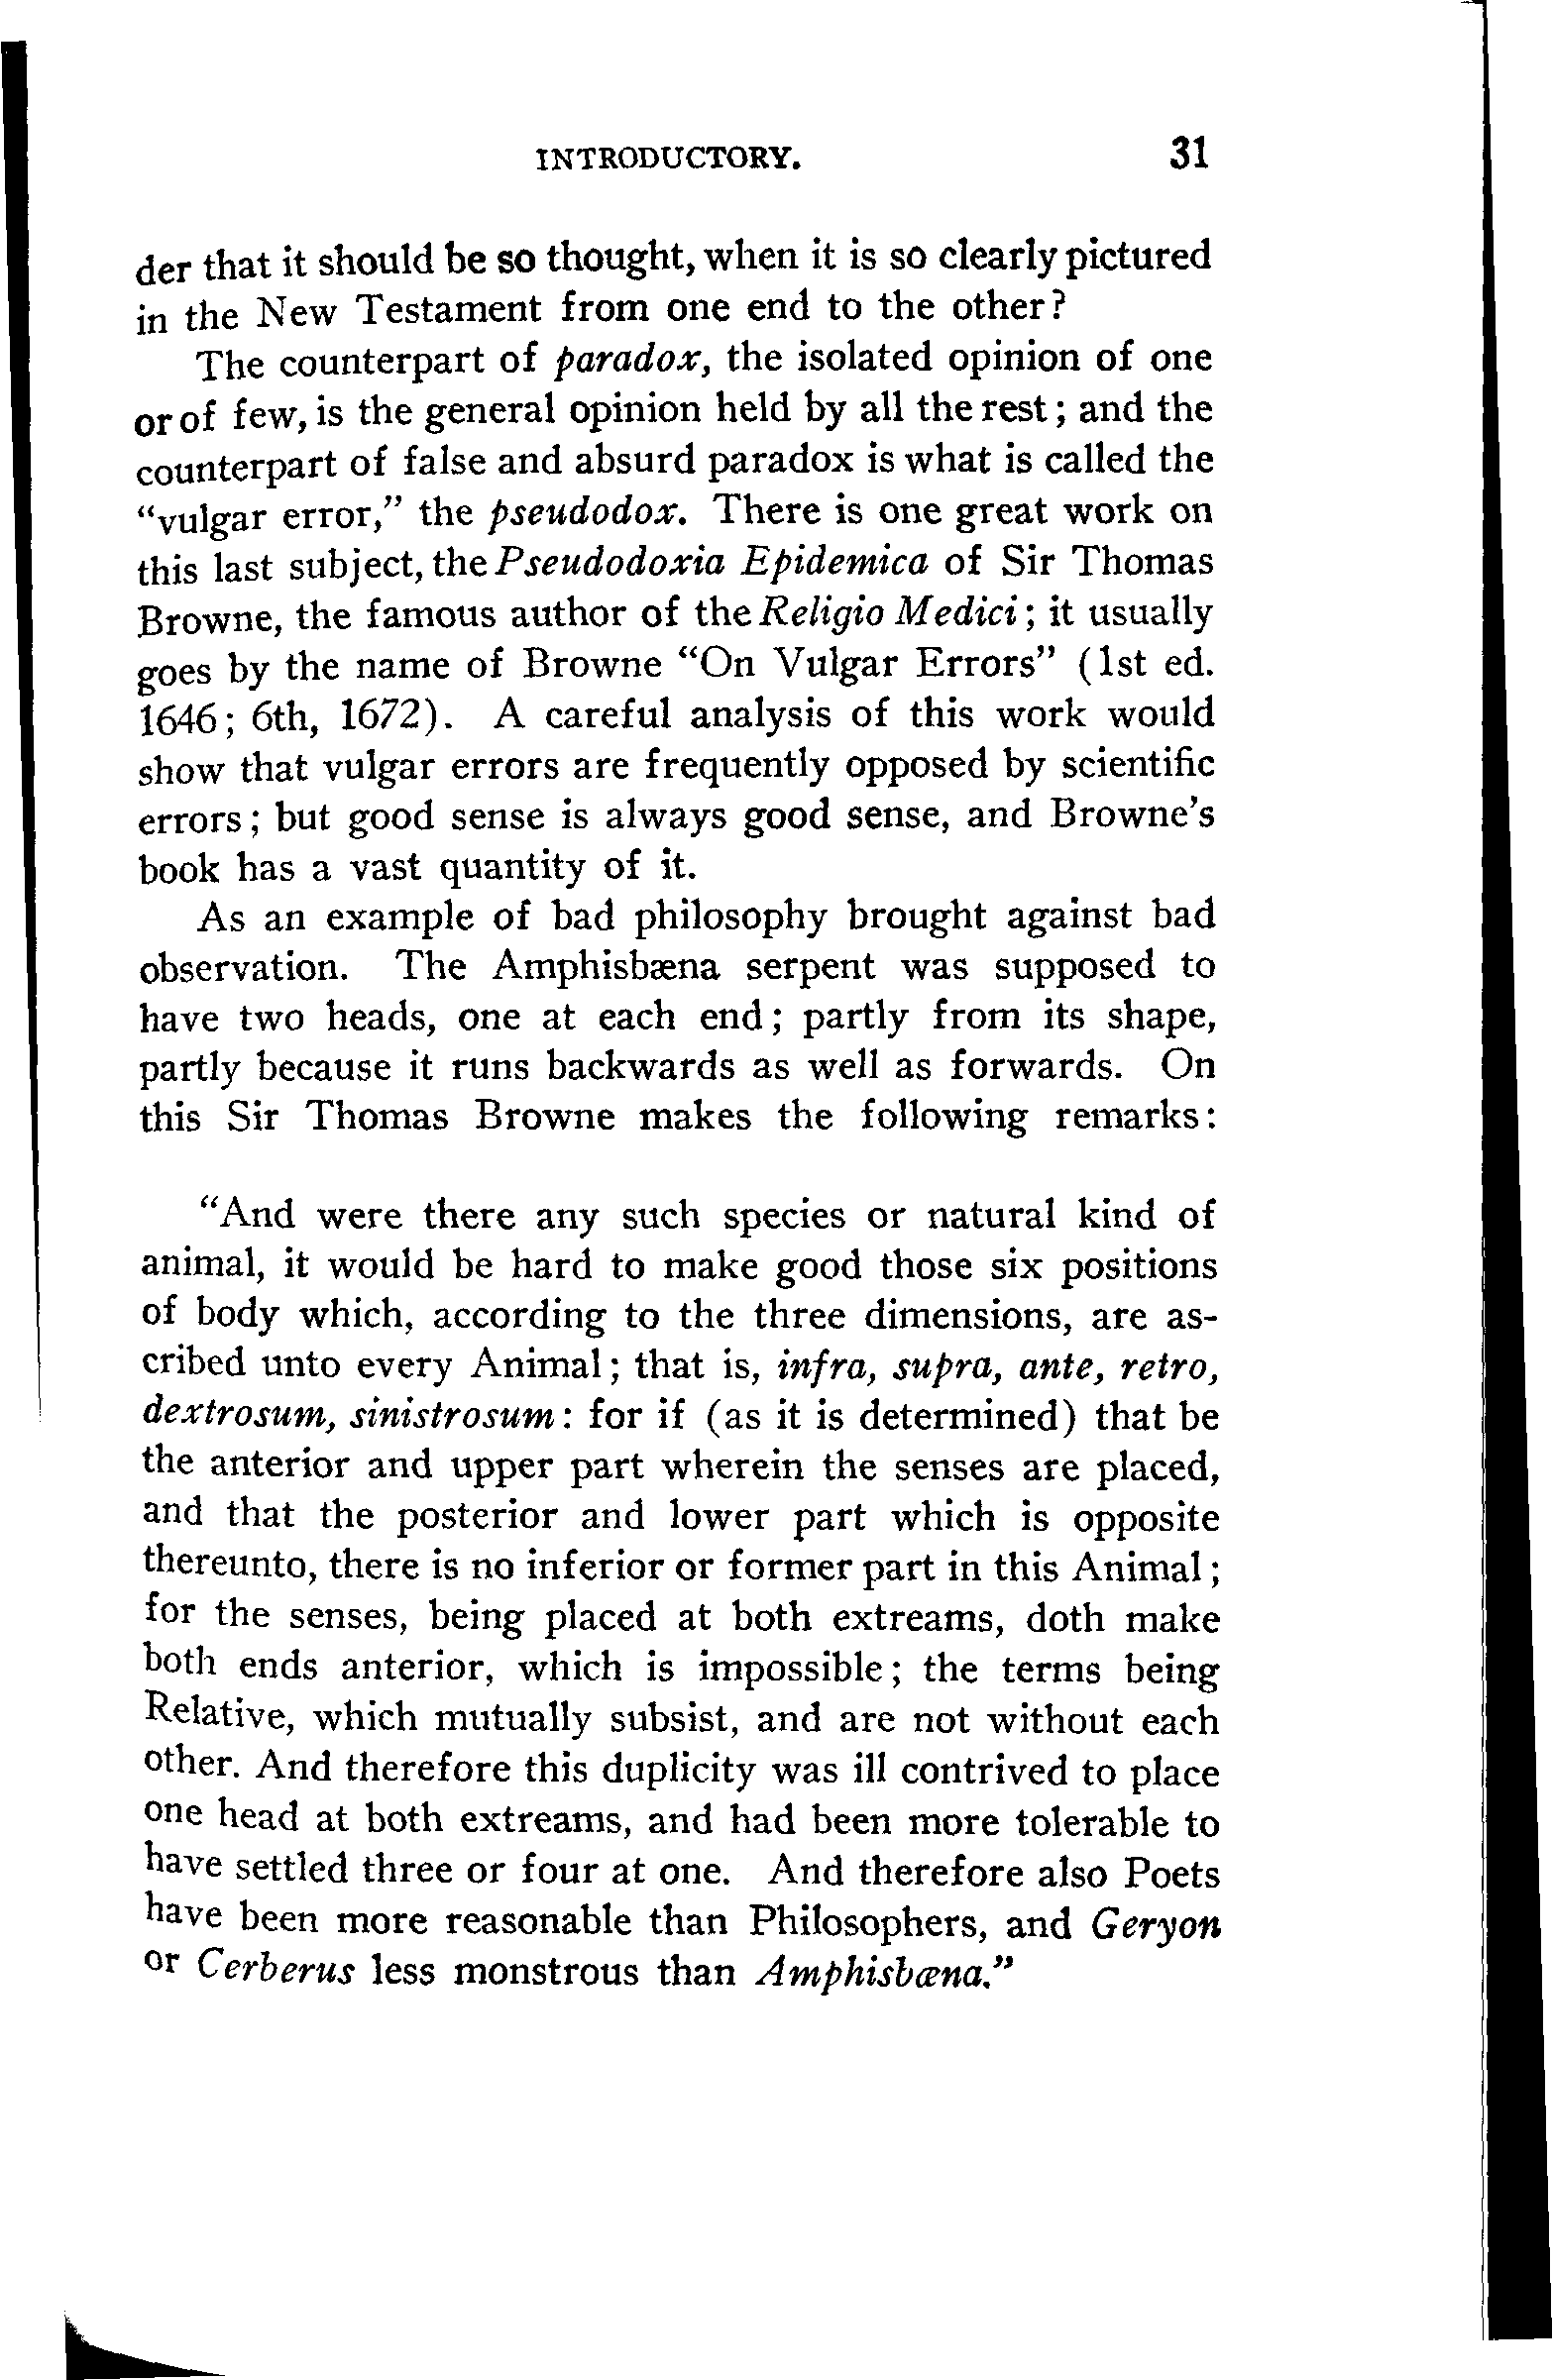 INTRODUCTORY. 31
der that it should be so thought, when it is so clearly pictured
in the New Testament from one end to the other?
The counterpart of paradox, the isolated opinion of one
or of few, is the general opinion held by all the rest; and the
counterpart of false and absurd paradox is what is called the
“vulgar error,” the pseudodox. There is one great work on
this last subject, the Pseudodoxia Epidemica of Sir Thomas
Browne, the famous author of the Religio Medici; it usually
goes by the name of Browne “On Vulgar Errors” (1st ed.
1646; 6th, 1672). A careful analysis of this work would
show that vulgar errors are frequently opposed by scientific
errors; but good sense is always good sense, and Browne's
book has a vast quantity of it.
As an example of bad philosophy brought against bad
observation. The Amphisbæna serpent was supposed to
have two heads, one at each end; partly from its shape,
partly because it runs backwards as well as forwards. On
this Sir Thomas Browne makes the following remarks:
“And were there any such species or natural kind of
animal, it would be hard to make good those six positions
of body which, according to the three dimensions, are as-
cribed unto every Animal; that is, infra, supra, ante, retro,
dextrosum, sinistrosum: for if (as it is determined) that be
the anterior and upper part wherein the senses are placed,
and that the posterior and lower part which is opposite
thereunto, there is no inferior or former part in this Animal;
for the senses, being placed at both extreams, doth make
both ends anterior, which is impossible; the terms being
Relative, which mutually subsist, and are not without each
other. And therefore this duplicity was ill contrived to place
one head at both extreams, and had been more tolerable to
have settled three or four at one. And therefore also Poets
have been more reasonable than Philosophers, and Geryon
or Cerberus less monstrous than Amphisbæna.”